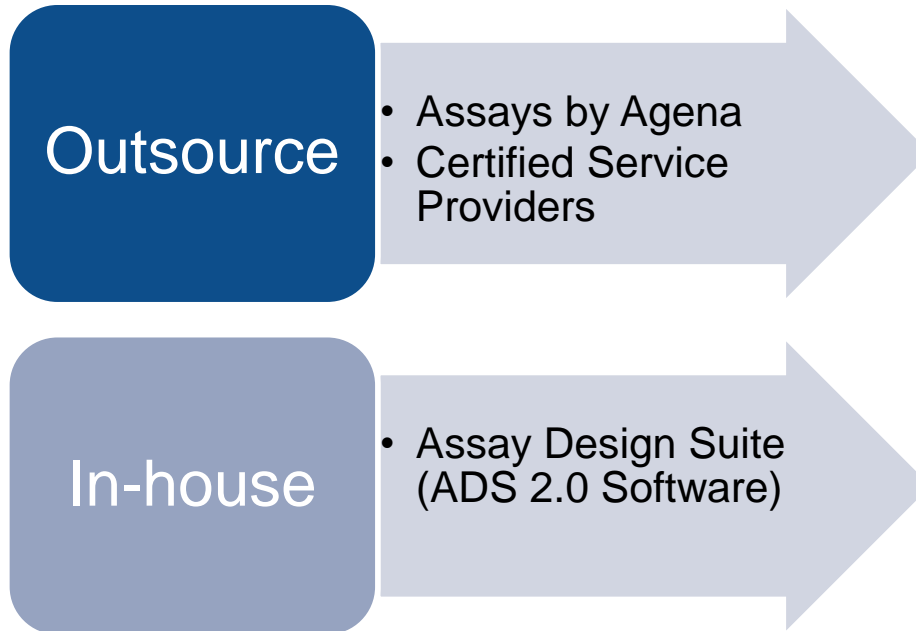 Outsource
• Assays by Agena
• Certified Service
Providers
In-house
• Assay Design Suite
(ADS 2.0 Software)